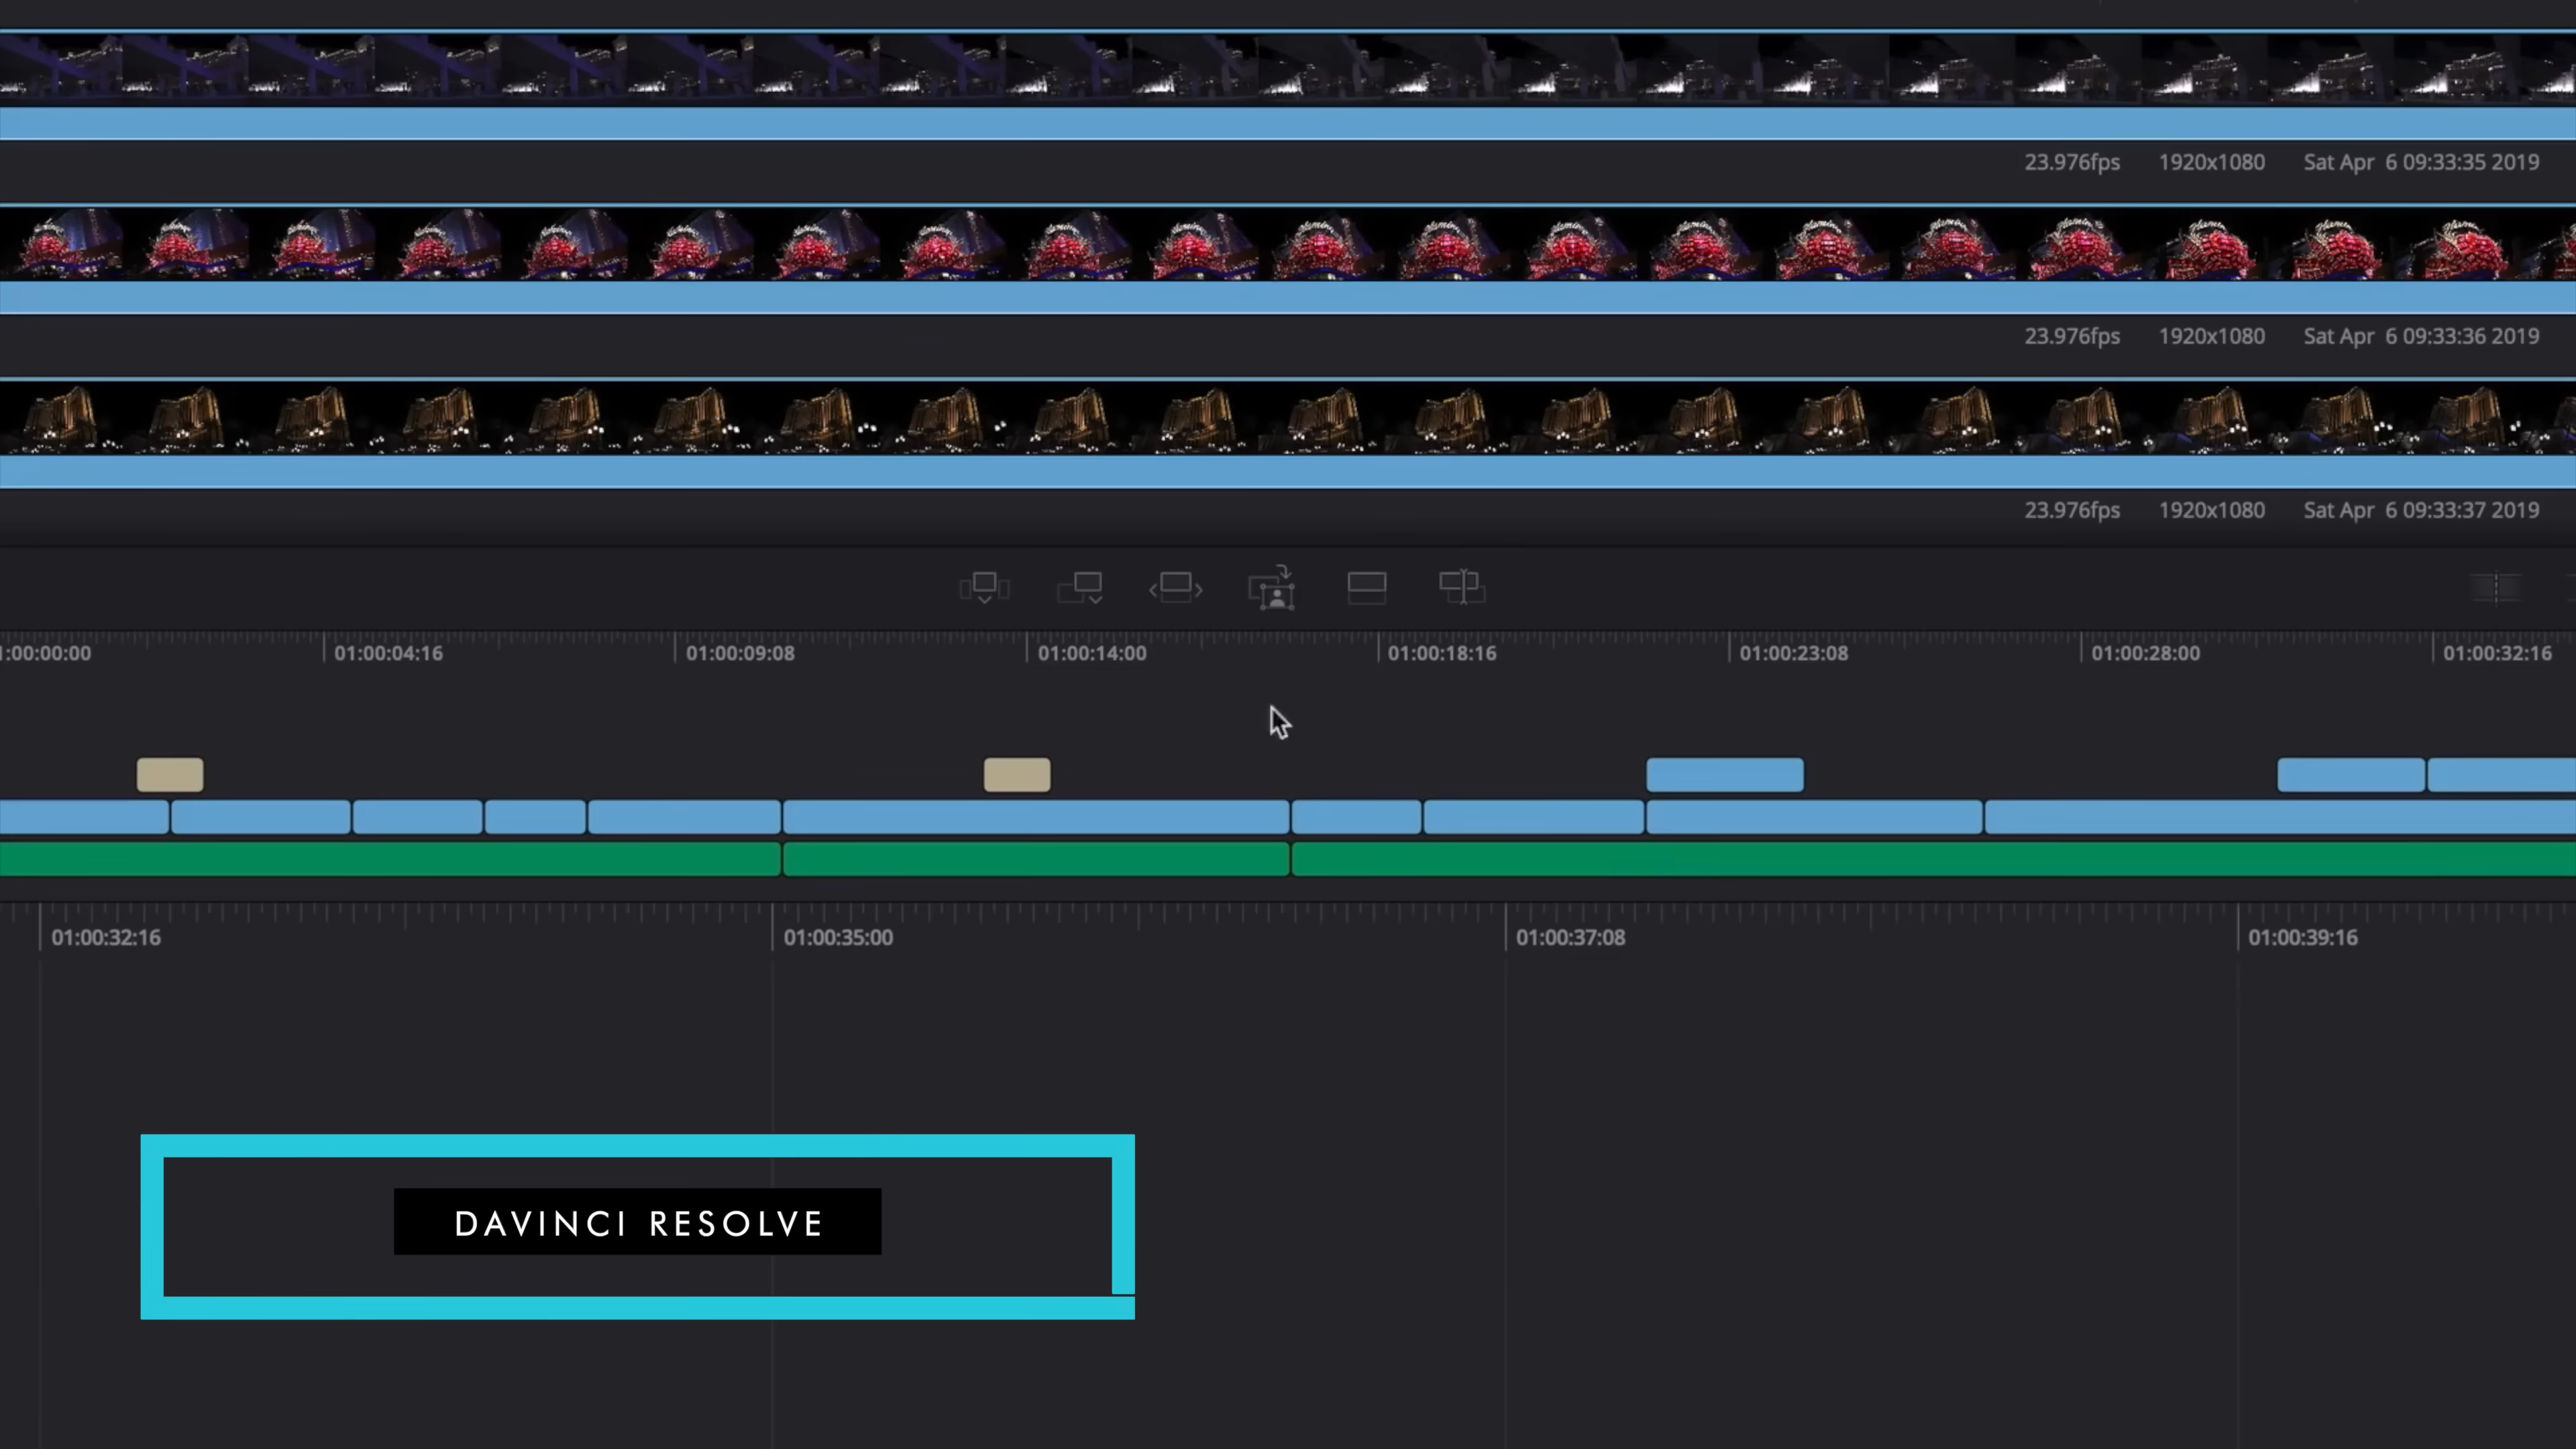 23.976fps 1920x1080 Sat Apr 6 09:33:35 2019
23.976fps 1920x1080 Sat Apr 6 09:33:36 2019
23.976fps 1920x1080 Sat Apr 6 09:33:37 2019
:00:00:00 01:00:04:16 01:00:09:08 01:00:14:00 01:00:18:16 01:00:23:08 01:00:28:00 01:00:32:16
01:00:32:16 01:00:35:00 01:00:37:08 01:00:39:16
DAVINCI RESOLVE